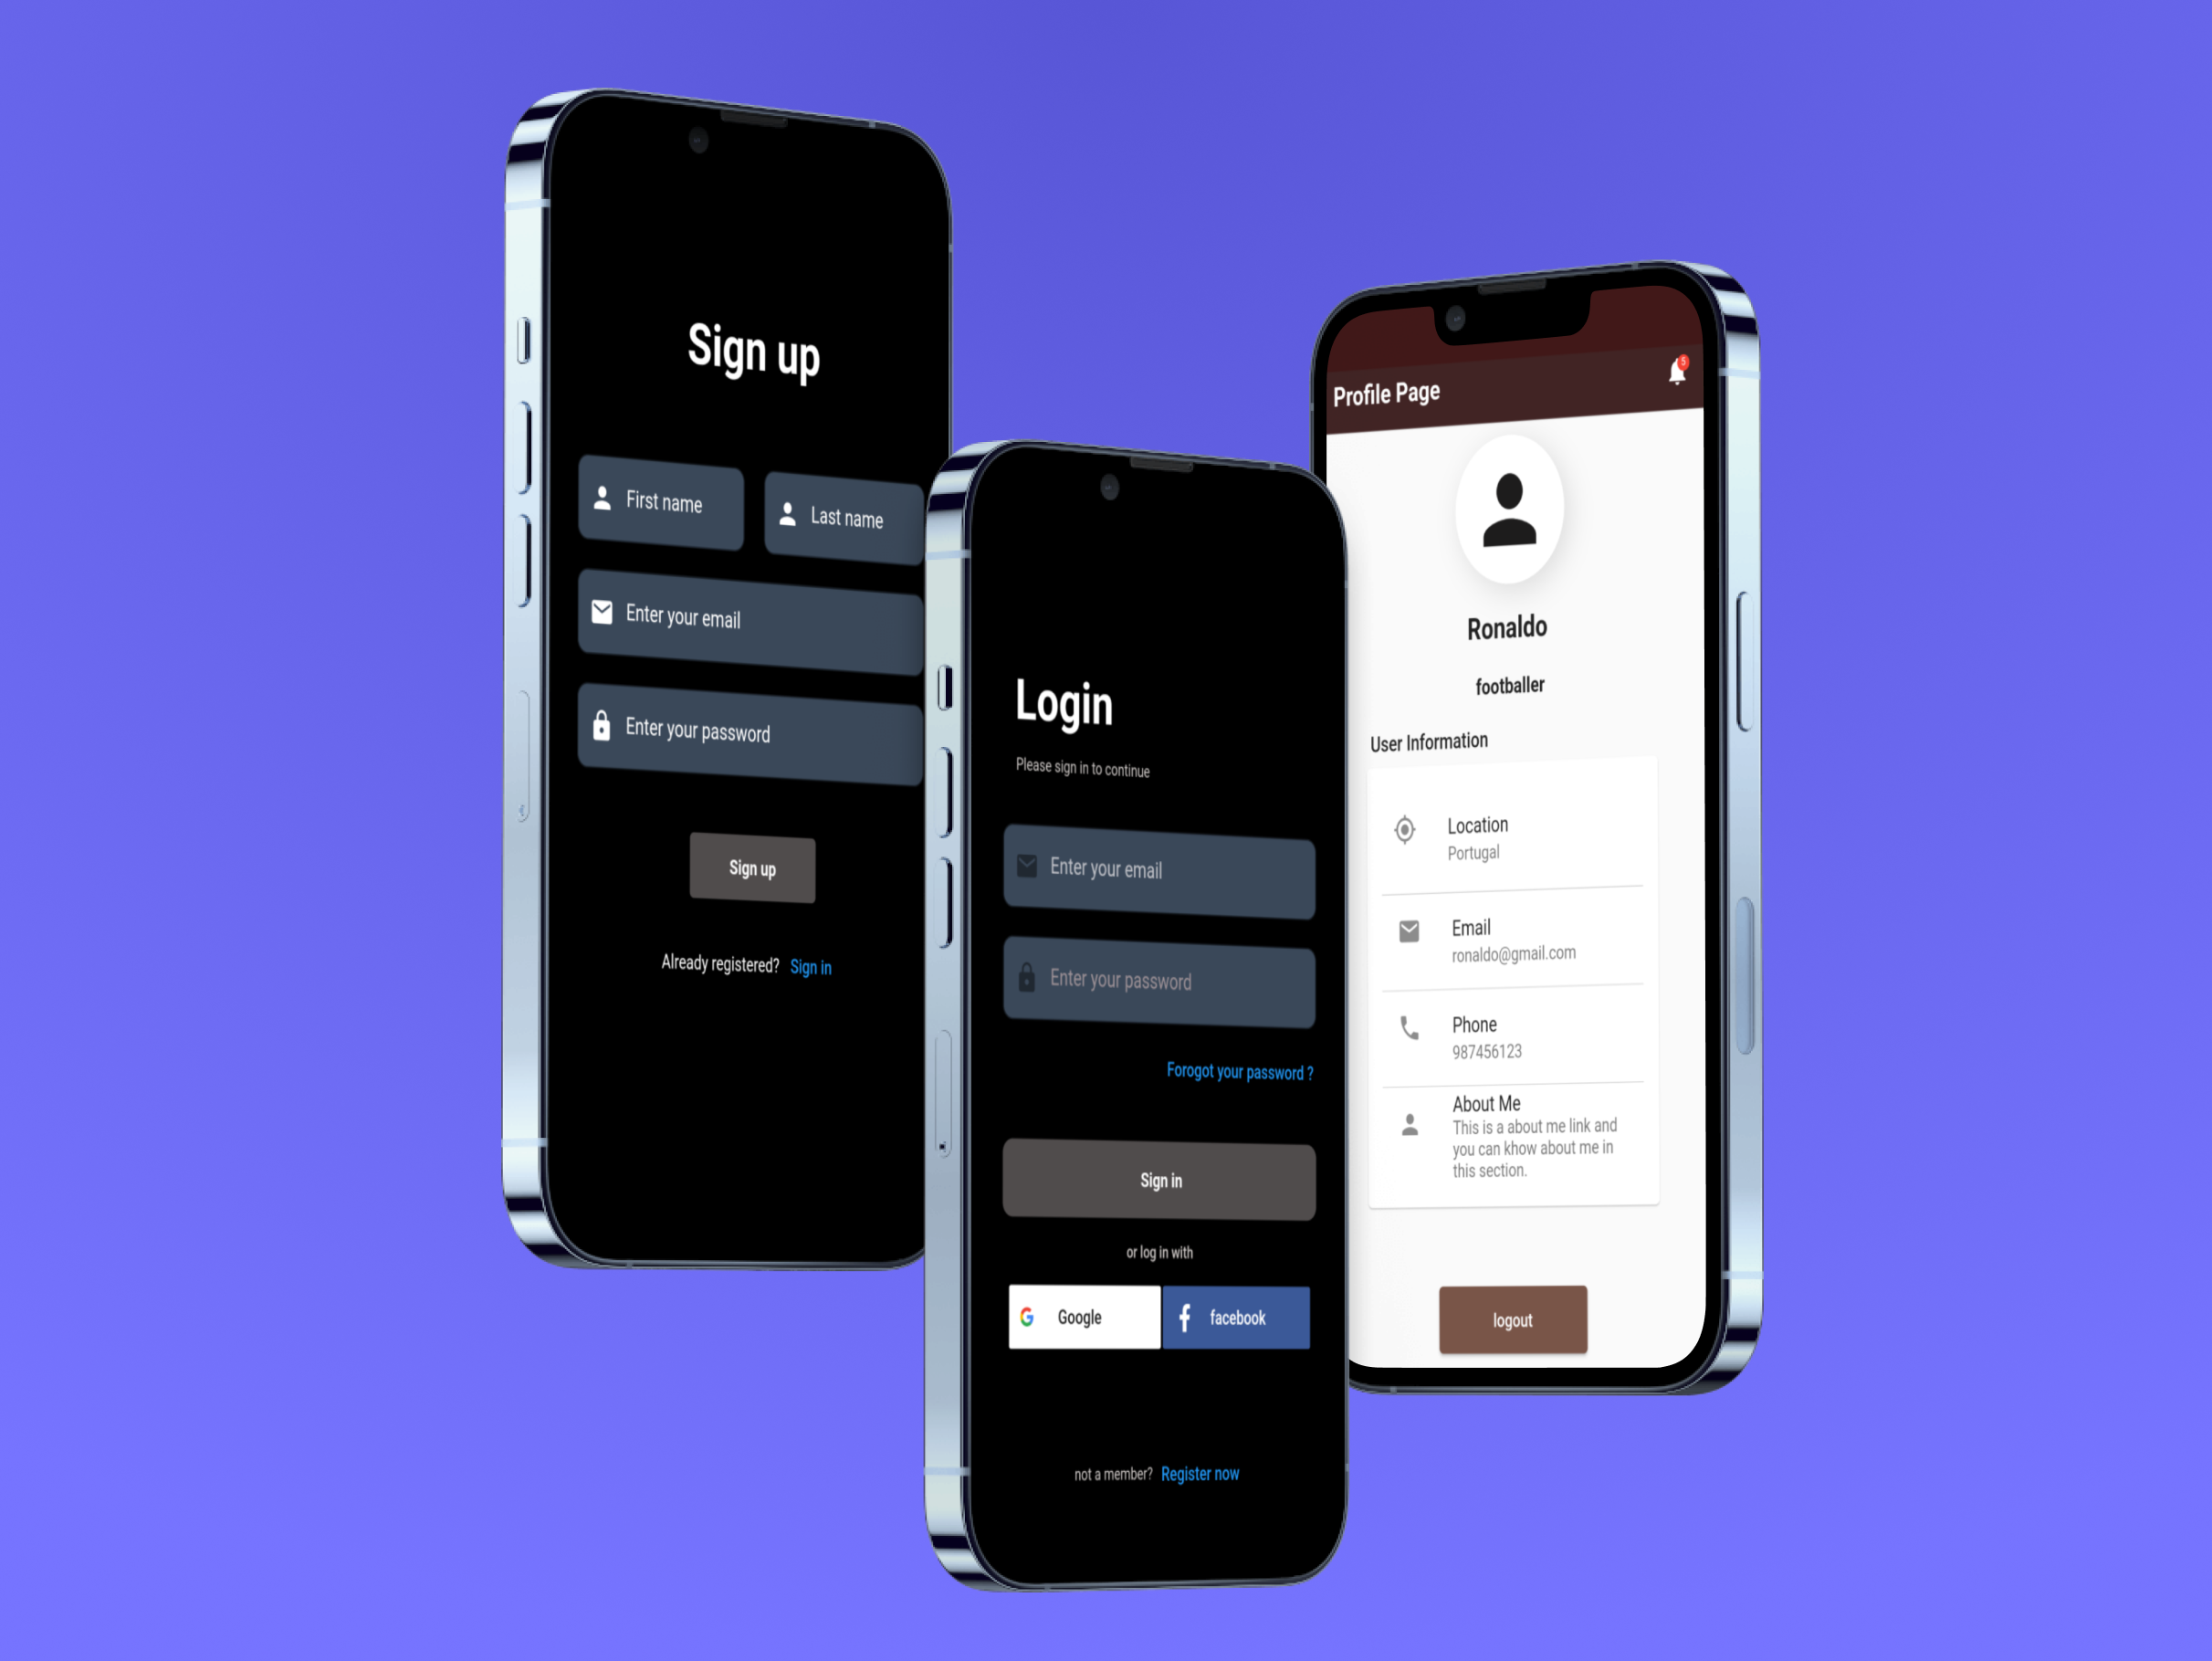 Sign up
First name
Last name
Enter your email
Enter your password
Sign up
Already registered? Sign in
Login
Please sign in to continue
Enter your email
Enter your password
Forogot your password ?
Sign in
or log in with
G Google
f facebook
not a member? Register now
Profile Page
5
Ronaldo
footballer
User Information
Location
Portugal
Email
ronaldo@gmail.com
Phone
987456123
About Me
This is a about me link and
you can khow about me in
this section.
logout